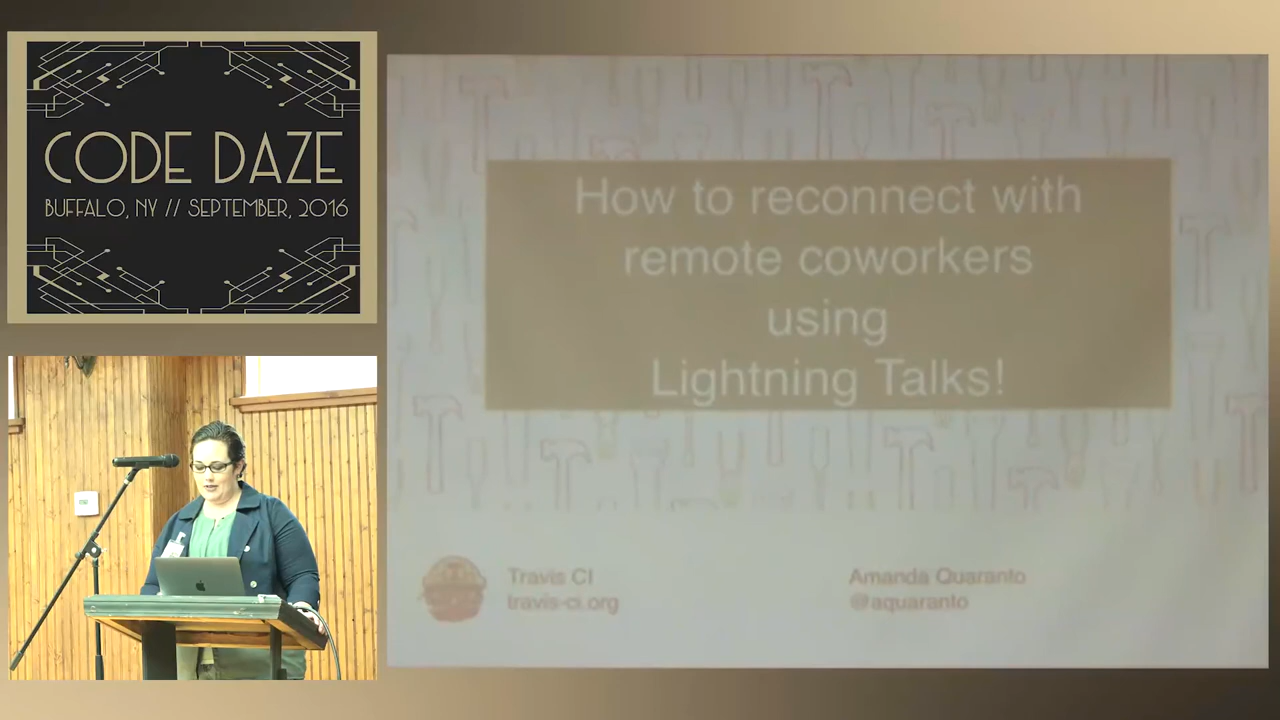 CODE DAZE
BUFFALO, NY // SEPTEMBER, 2016
How to reconnect with
remote coworkers
using
Lightning Talks!
Travis CI
travis-ci.org
Amanda Quaranto
@aquaranto